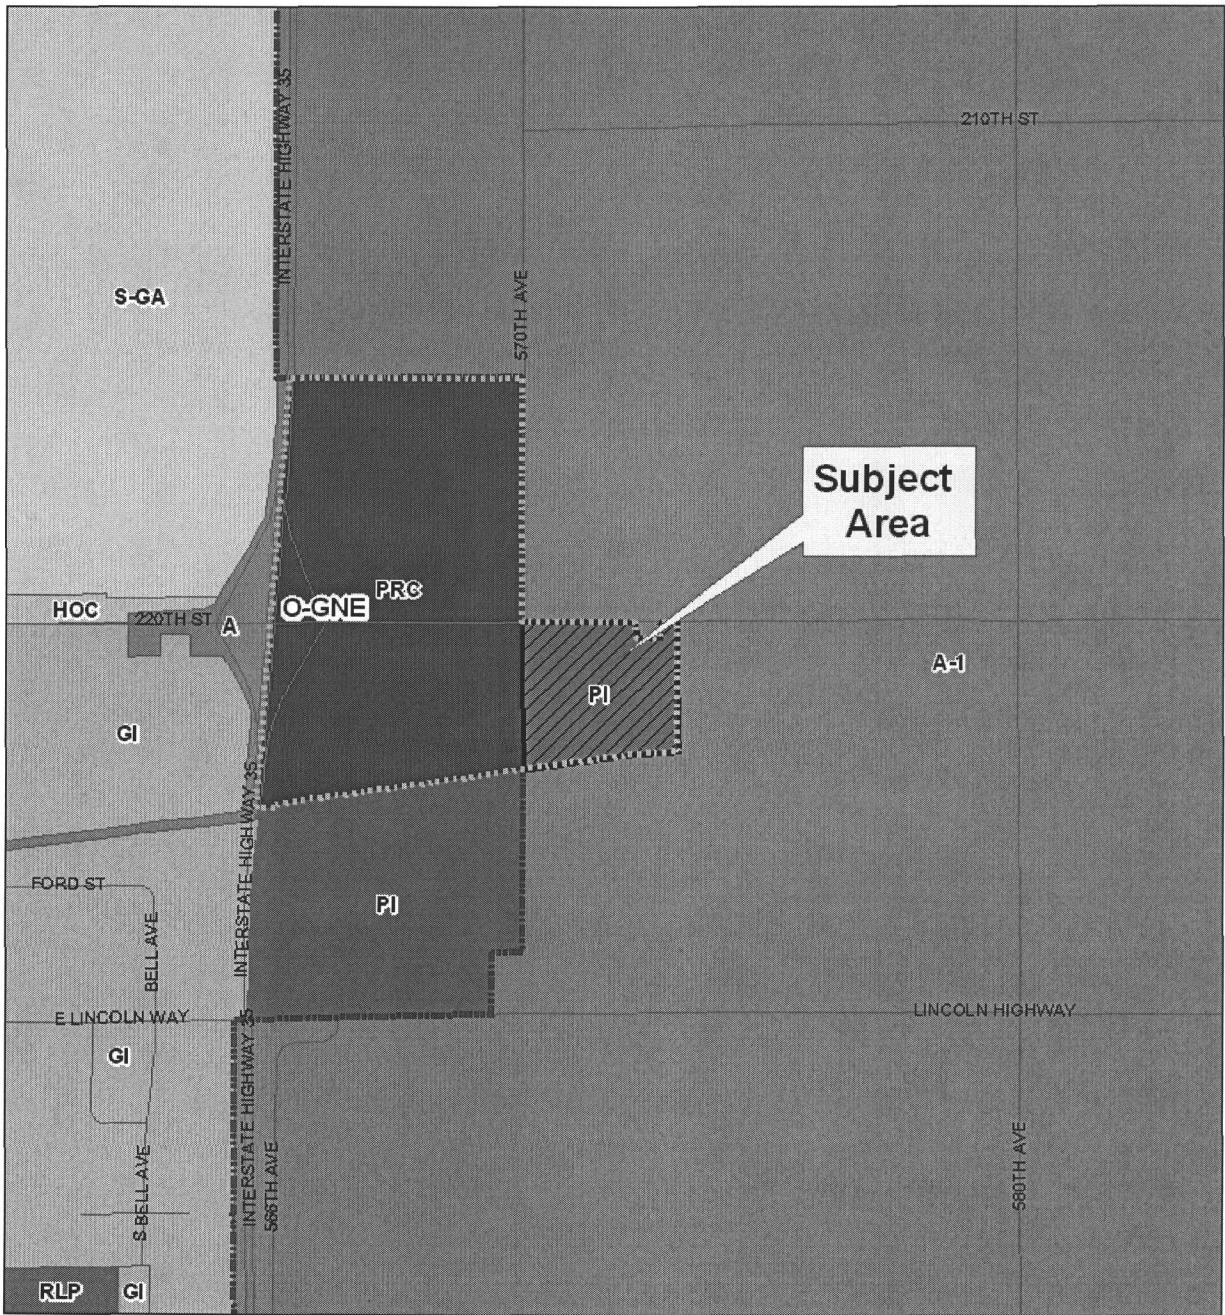 INTERSTATE HIGHWAY 35
210TH ST
S-GA
570TH AVE
Subject
Area
PRC
HOC
220TH ST
A
O-GNE
A-1
PI
GI
INTERSTATE HIGHWAY 35
FORD ST
PI
BELL AVE
E LINCOLN WAY
LINCOLN HIGHWAY
GI
INTERSTATE HIGHWAY 35
566TH AVE
580TH AVE
S BELL AVE
RLP
GI